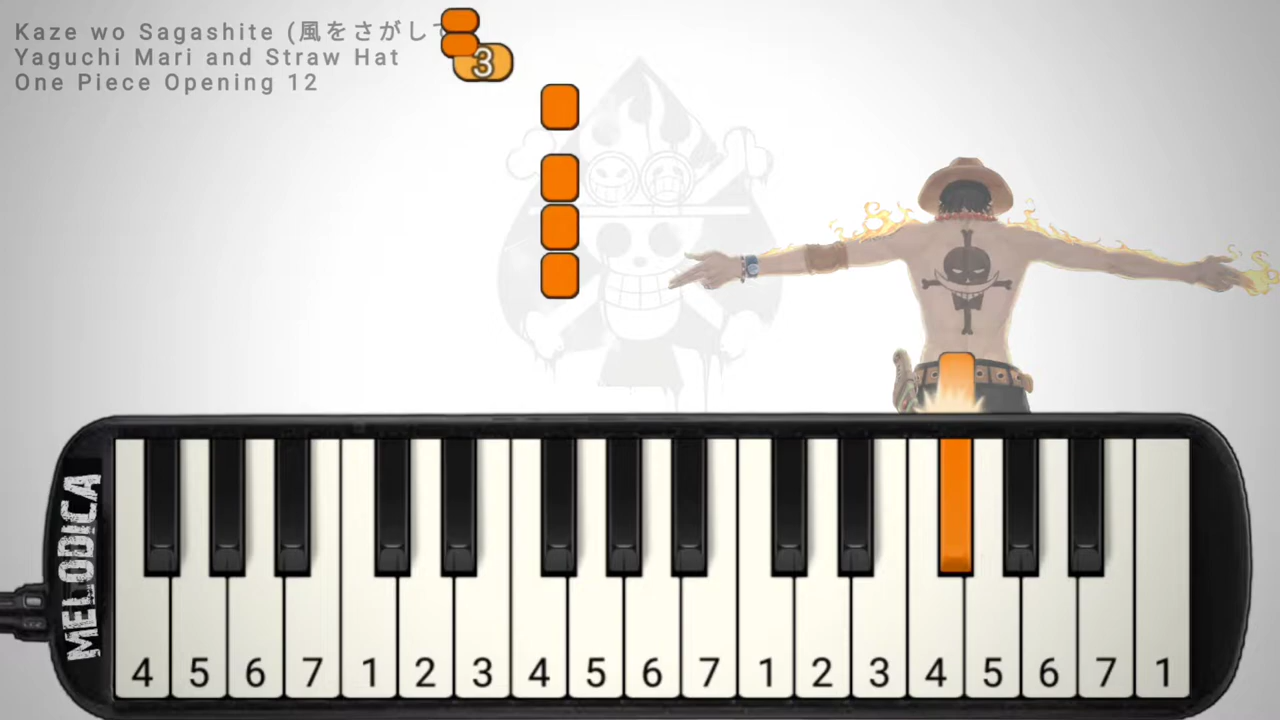 Kaze wo Sagashite (風をさがして
Yaguchi Mari and Straw Hat
One Piece Opening 12
3
MELODICA
4 5 6 7 1 2 3 4 5 6 7 1 2 3 4 5 6 7 1